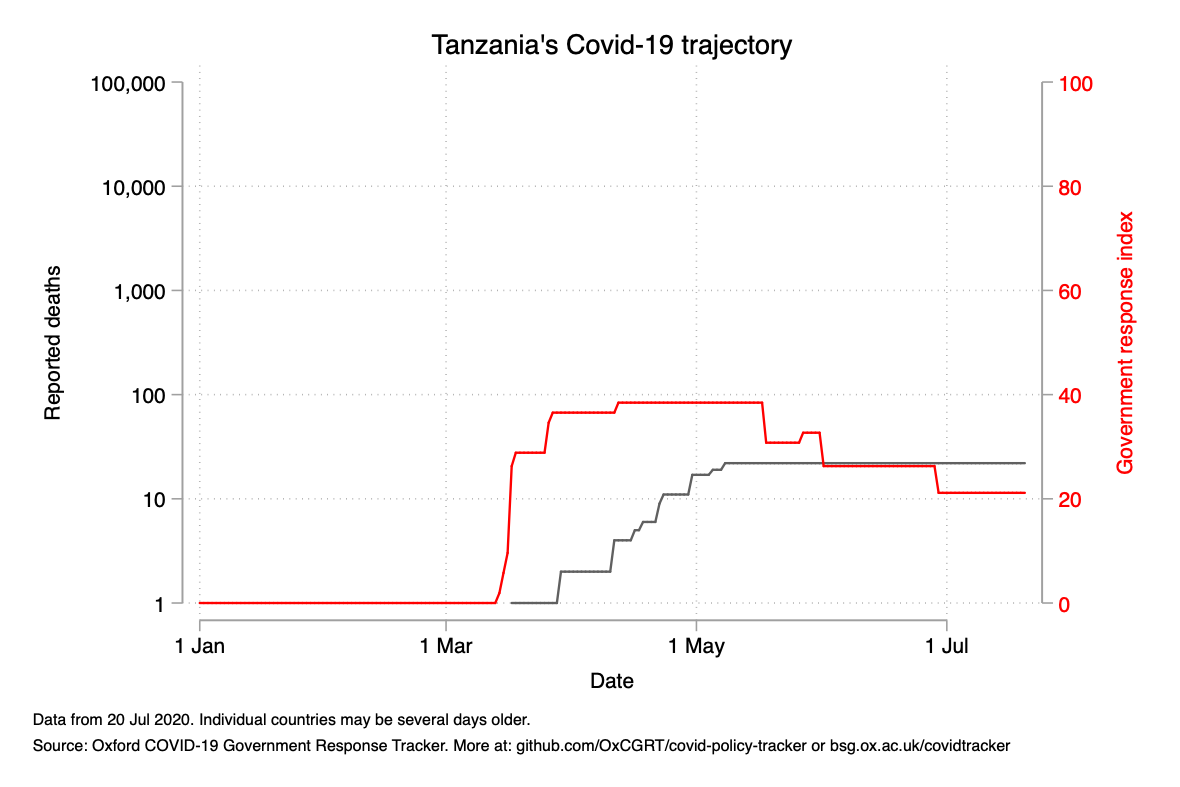 Tanzania's Covid-19 trajectory
100,000
10,000
1,000
100
10
1
Reported deaths
100
80
60
40
20
0
Government response index
1 Jan
1 Mar
1 May
1 Jul
Date
Data from 20 Jul 2020. Individual countries may be several days older.
Source: Oxford COVID-19 Government Response Tracker. More at: github.com/OxCGRT/covid-policy-tracker or bsg.ox.ac.uk/covidtracker